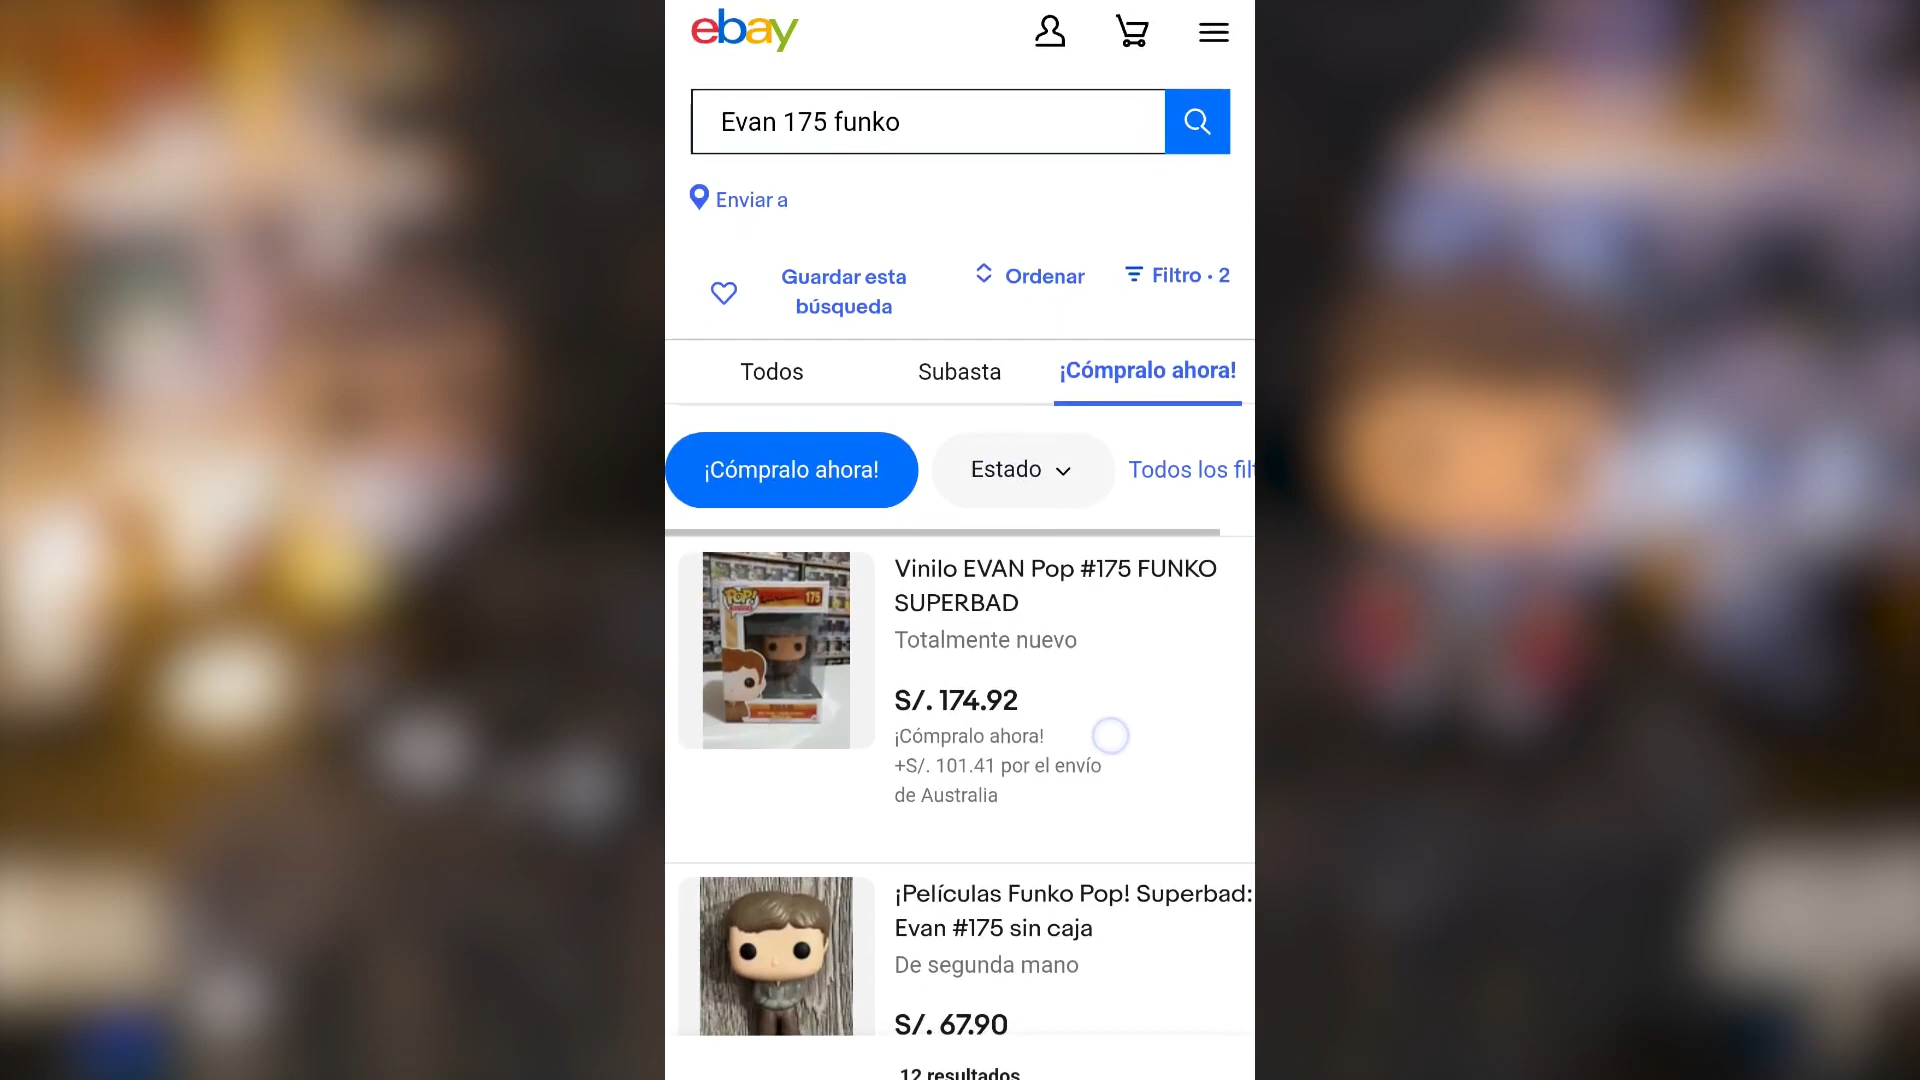 ebay
Evan 175 funko
Enviar a
Guardar esta
búsqueda
Ordenar
Filtro • 2
Todos
Subasta
¡Cómpralo ahora!
¡Cómpralo ahora!
Estado
Todos los fil
POP!
175
Vinilo EVAN Pop #175 FUNKO
SUPERBAD
Totalmente nuevo
S/. 174.92
¡Cómpralo ahora!
+S/. 101.41 por el envío
de Australia
¡Películas Funko Pop! Superbad:
Evan #175 sin caja
De segunda mano
S/. 67.90
12 resultados